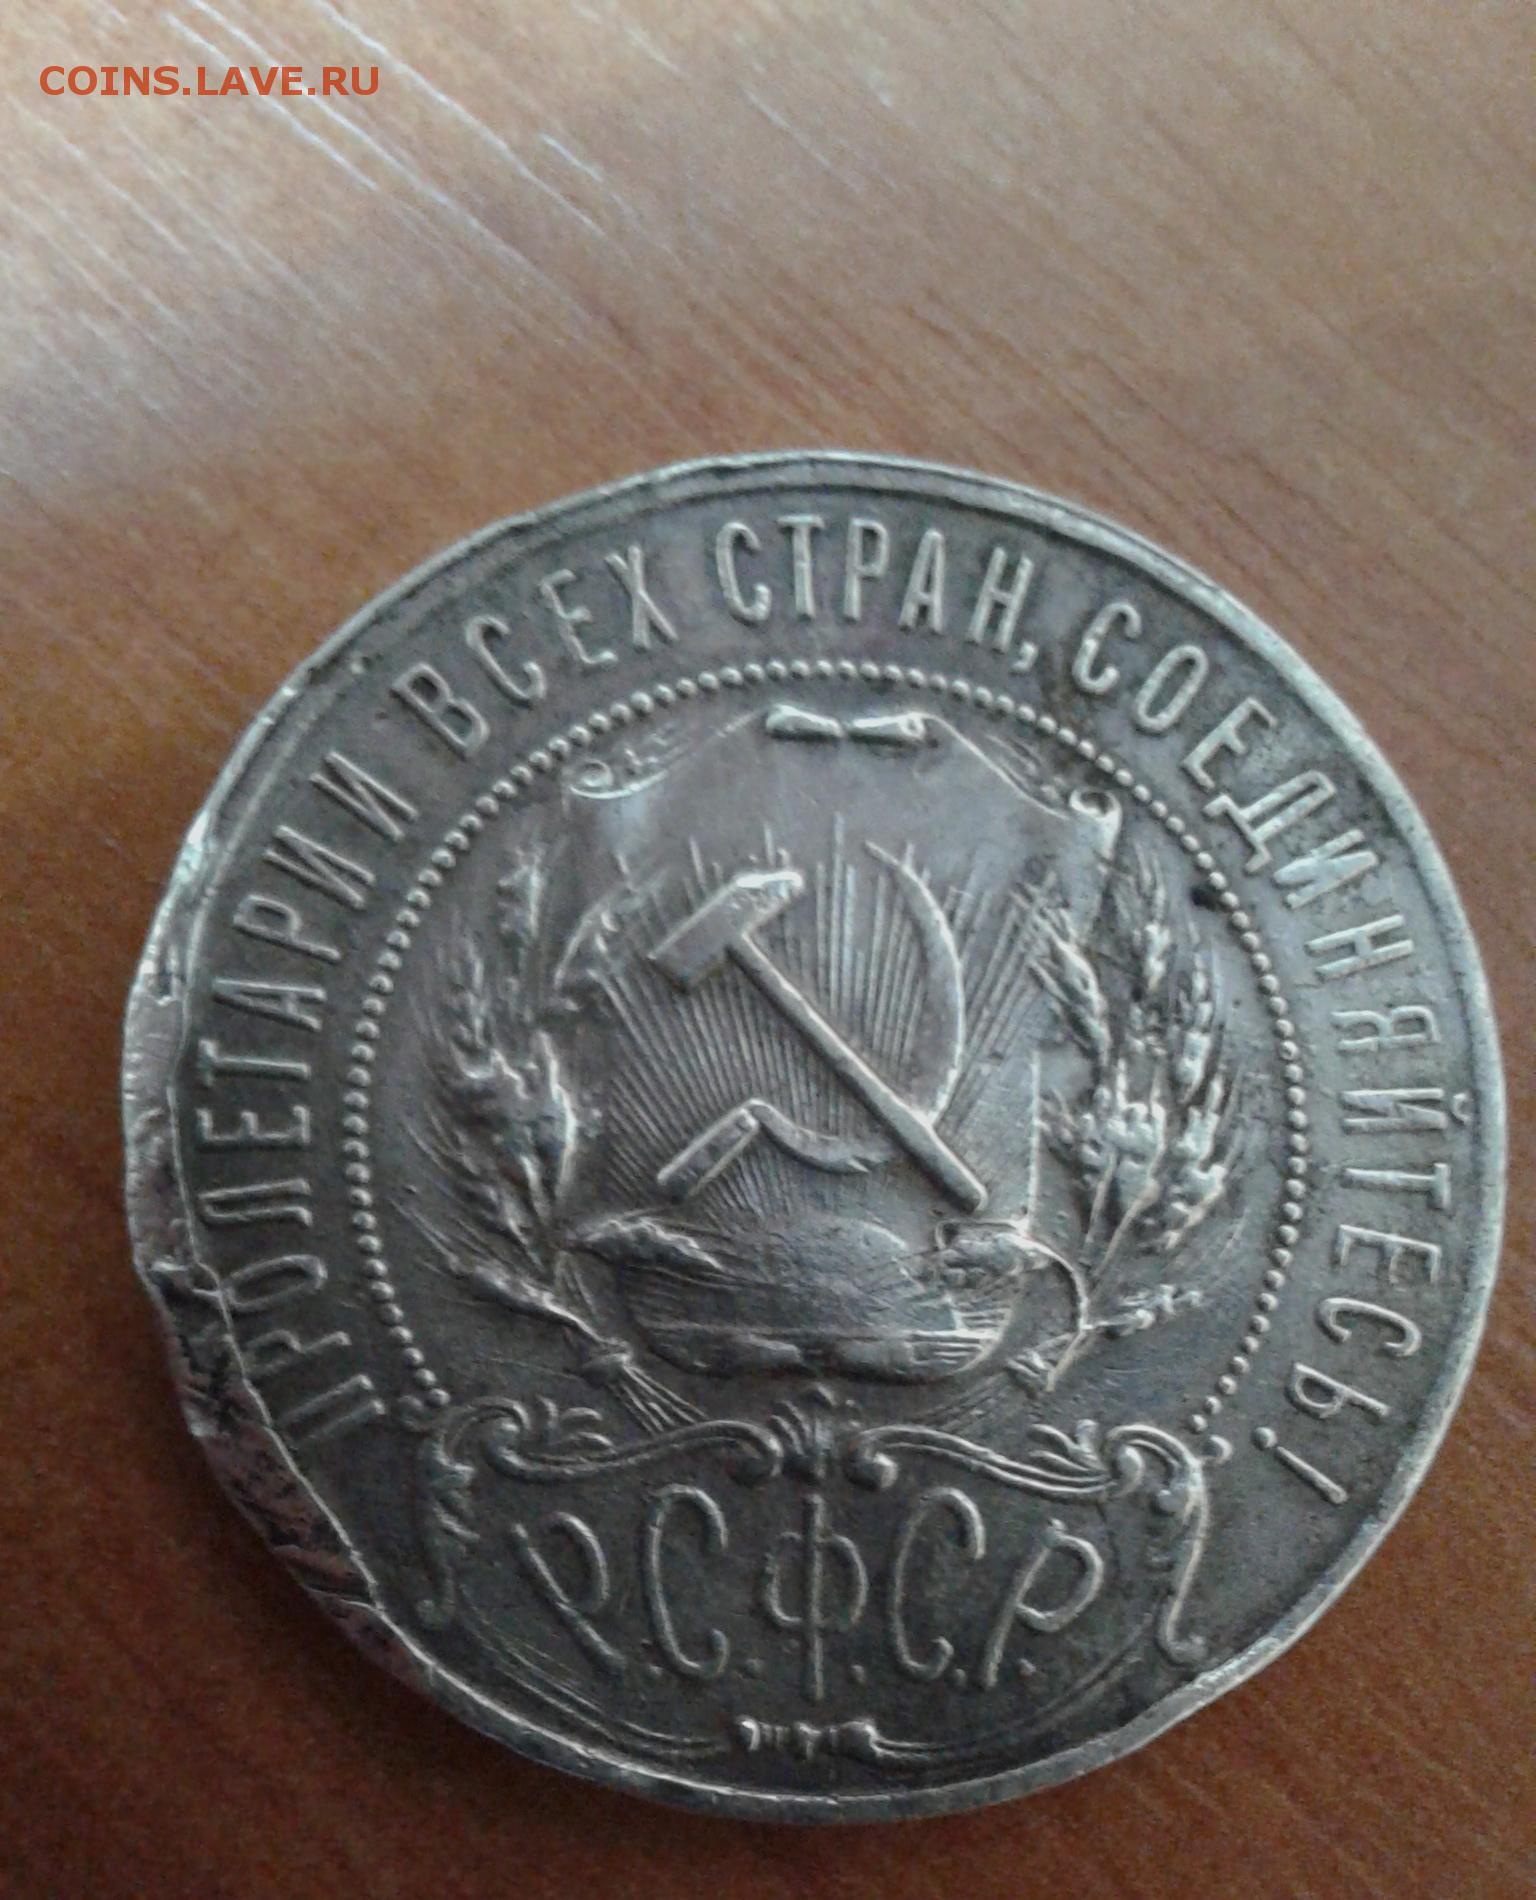 COINS.LAVE.RU
ПРОЛЕТАРИИ ВСЕХ СТРАН, СОЕДИНЯЙТЕСЬ!
Р.С.Ф.С.Р.